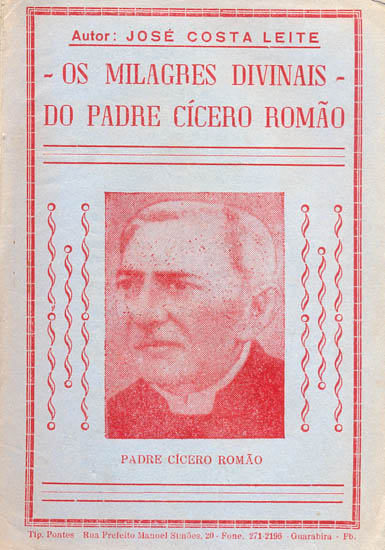 Autor: JOSÉ COSTA LEITE
- OS MILAGRES DIVINAIS -
DO PADRE CÍCERO ROMÃO
PADRE CÍCERO ROMÃO
Tip. Pontes Rua Prefeito Manoel Simões, 20 - Fone, 271-2196 - Guarabira - Pb.